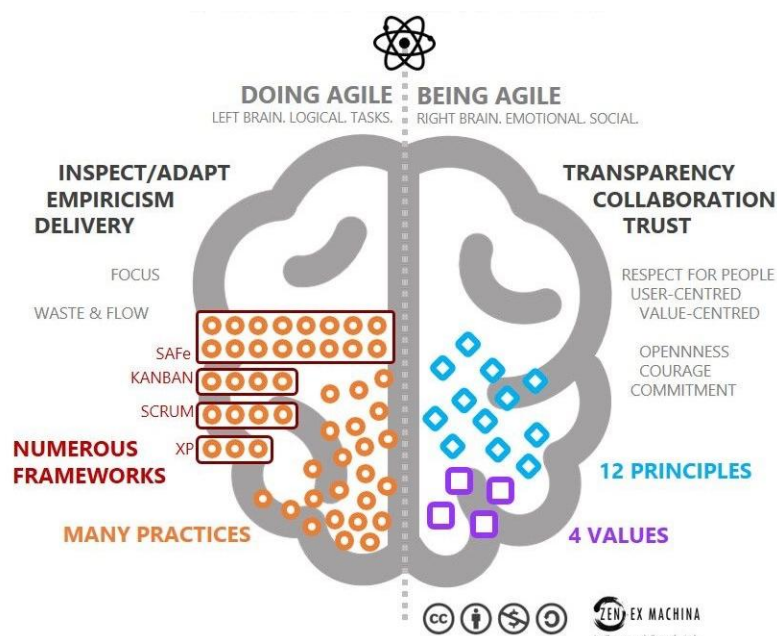 DOING AGILE
LEFT BRAIN. LOGICAL. TASKS.
BEING AGILE
RIGHT BRAIN. EMOTIONAL. SOCIAL.
INSPECT/ADAPT
EMPIRICISM
DELIVERY
FOCUS
WASTE & FLOW
SAFe
KANBAN
SCRUM
XP
NUMEROUS
FRAMEWORKS
MANY PRACTICES
TRANSPARENCY
COLLABORATION
TRUST
RESPECT FOR PEOPLE
USER-CENTRED
VALUE-CENTRED
OPENNNESS
COURAGE
COMMITMENT
12 PRINCIPLES
4 VALUES
cc
ZEN EX MACHINA